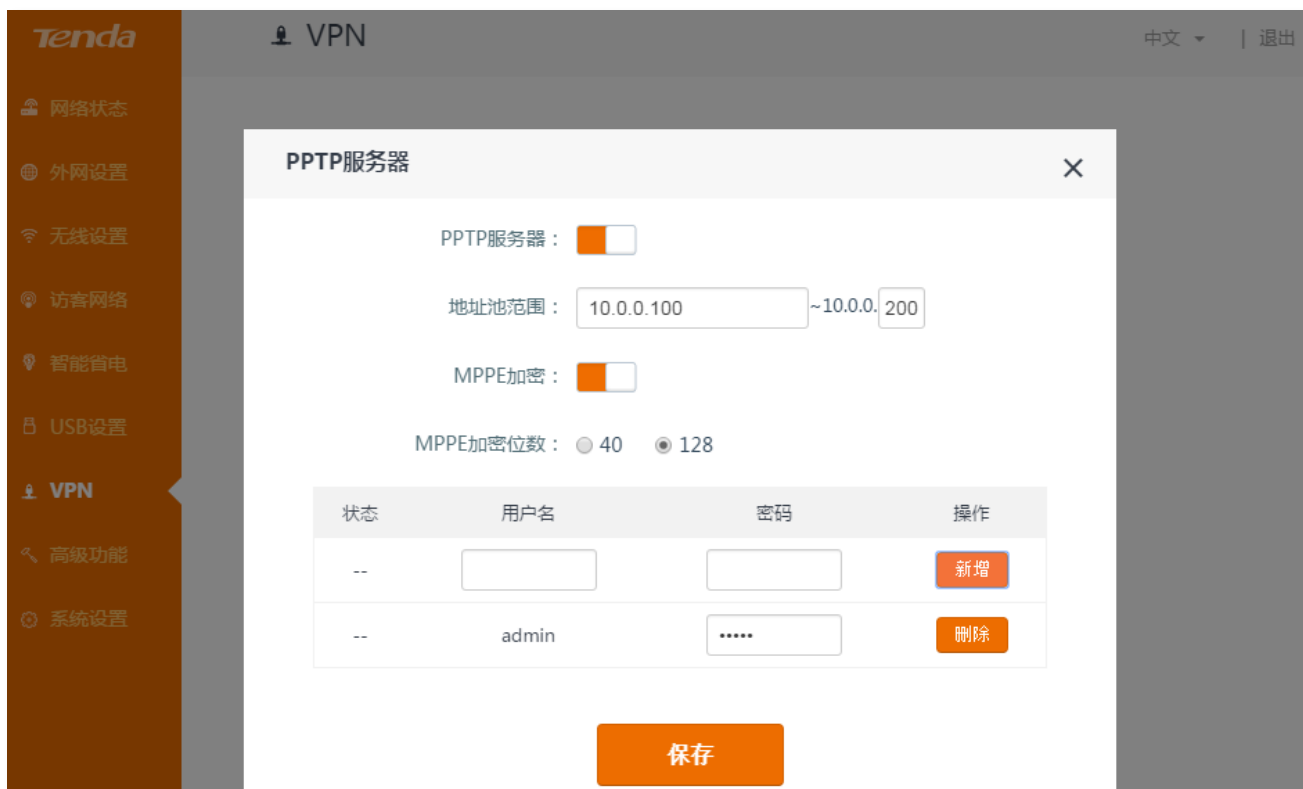 Tenda
VPN
中文 | 退出
网络状态
外网设置
无线设置
访客网络
智能省电
USB设置
VPN
高级功能
系统设置
PPTP服务器
PPTP服务器：
地址池范围： 10.0.0.100 ~10.0.0. 200
MPPE加密：
MPPE加密位数： 40 128
状态 用户名 密码 操作
-- 新增
-- admin ••••• 删除
保存